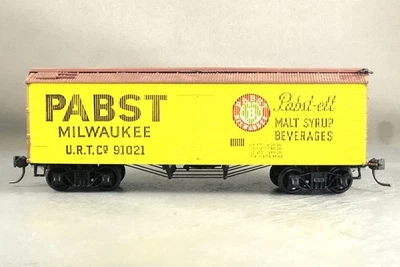 PABST
MILWAUKEE
U.R.T.Co 91021
Pabst-ett
MALT SYRUP
BEVERAGES